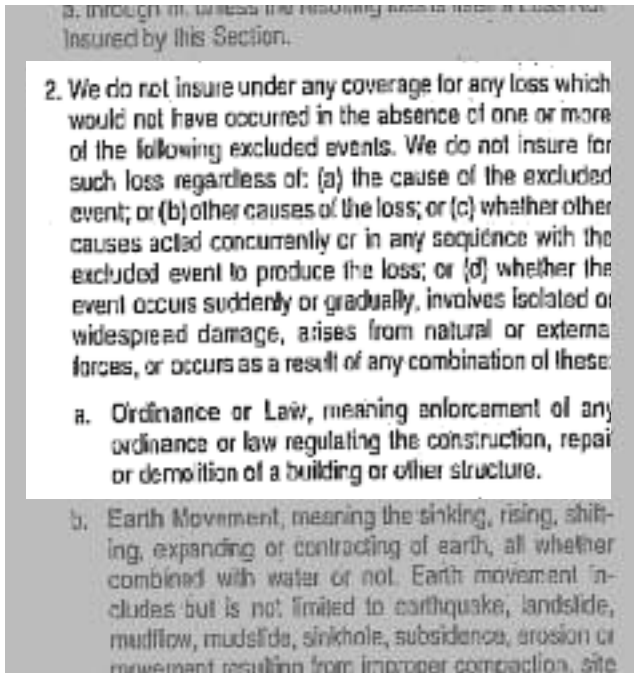 a. through m. unless the resulting loss is itself a Loss Not
Insured by this Section.
2. We do not insure under any coverage for any loss which
would not have occurred in the absence of one or more
of the following excluded events. We do not insure for
such loss regardless of: (a) the cause of the excluded
event; or (b) other causes of the loss; or (c) whether other
causes acted concurrently or in any sequence with the
excluded event to produce the loss; or (d) whether the
event occurs suddenly or gradually, involves isolated or
widespread damage, arises from natural or externa
forces, or occurs as a result of any combination of these:
a. Ordinance or Law, meaning enforcement of any
ordinance or law regulating the construction, repai
or demolition of a building or other structure.
b. Earth Movement, meaning the sinking, rising, shift-
ing, expanding or contracting of earth, all whether
combined with water or not. Earth movement in-
cludes but is not limited to earthquake, landslide,
mudflow, mudslide, sinkhole, subsidence, erosion or
movement resulting from improper compaction, site